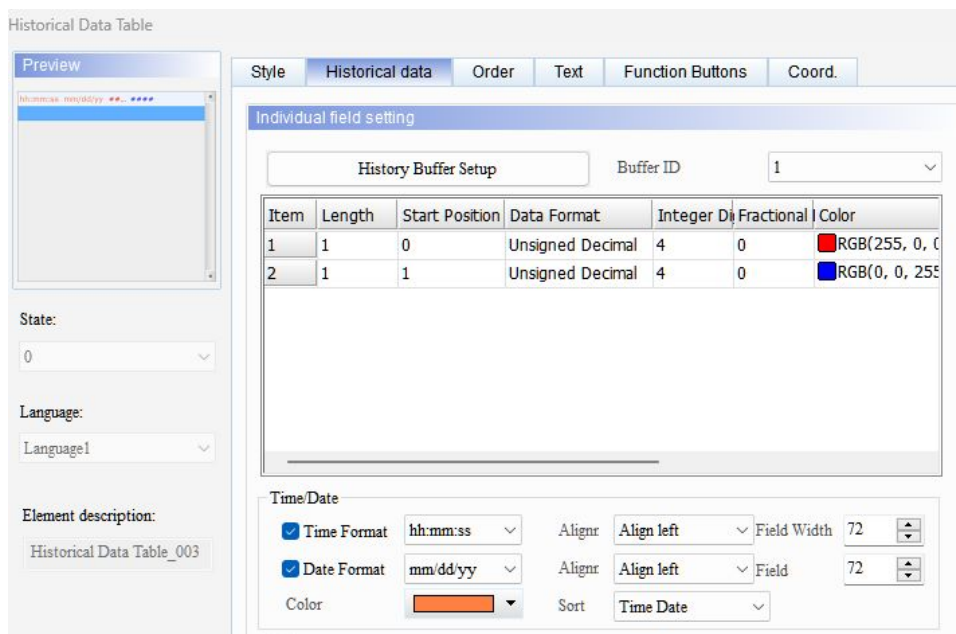 Historical Data Table
Preview
hh:mm:ss mm/dd/yy ##... ####
State:
0
Language:
Language1
Element description:
Historical Data Table_003
Style Historical data Order Text Function Buttons Coord.
Individual field setting
History Buffer Setup Buffer ID 1
Item Length Start Position Data Format Integer Di Fractional I Color
1 1 0 Unsigned Decimal 4 0 RGB(255, 0, 0
2 1 1 Unsigned Decimal 4 0 RGB(0, 0, 255
Time/Date
Time Format hh:mm:ss Alignr Align left Field Width 72
Date Format mm/dd/yy Alignr Align left Field 72
Color Sort Time Date